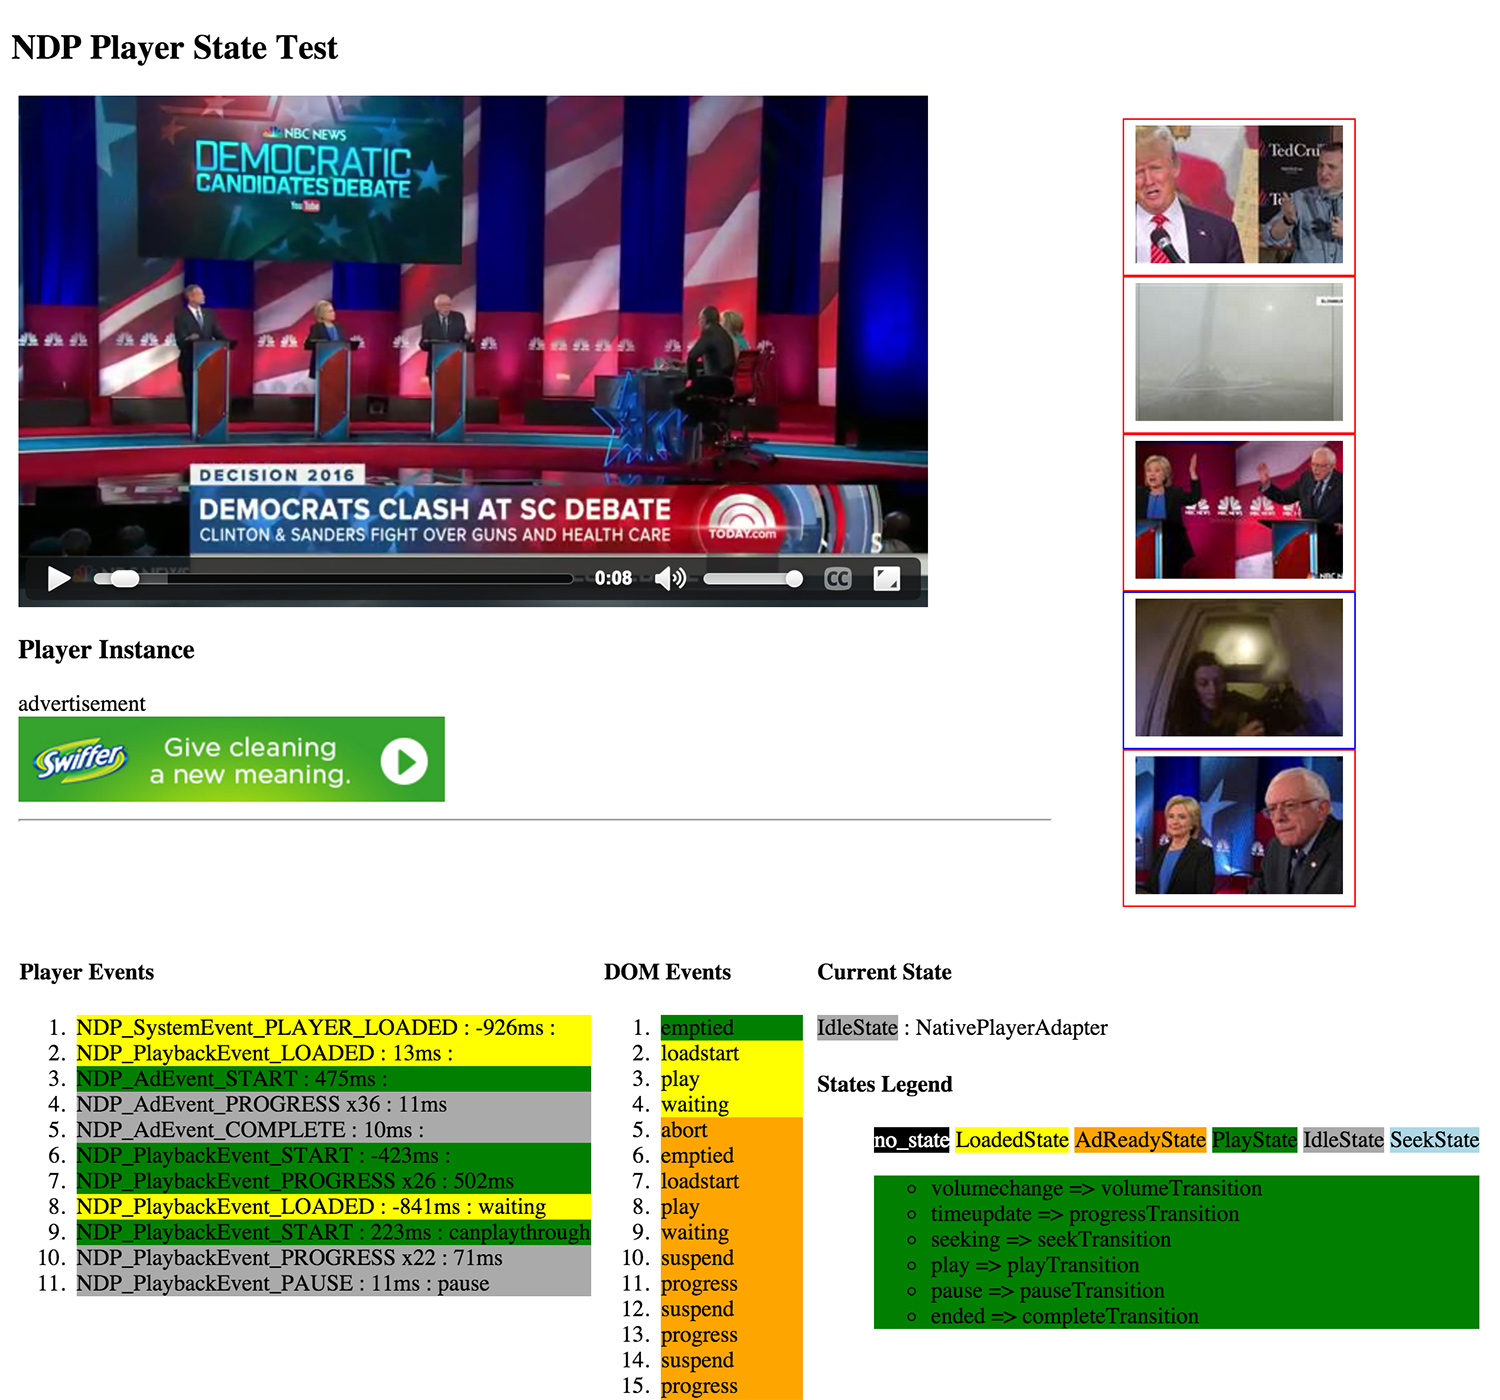 NDP Player State Test
NBC NEWS
DEMOCRATIC
CANDIDATES DEBATE
YouTube
DECISION 2016
DEMOCRATS CLASH AT SC DEBATE
CLINTON & SANDERS FIGHT OVER GUNS AND HEALTH CARE
TODAY.com
S
0:08
CC
TedCru
Te
NBC NEWS
Player Instance
advertisement
Swiffer
Give cleaning
a new meaning.
Player Events
1. NDP_SystemEvent_PLAYER_LOADED : -926ms :
2. NDP_PlaybackEvent_LOADED : 13ms :
3. NDP_AdEvent_START : 475ms :
4. NDP_AdEvent_PROGRESS x36 : 11ms
5. NDP_AdEvent_COMPLETE : 10ms :
6. NDP_PlaybackEvent_START : -423ms :
7. NDP_PlaybackEvent_PROGRESS x26 : 502ms
8. NDP_PlaybackEvent_LOADED : -841ms : waiting
9. NDP_PlaybackEvent_START : 223ms : canplaythrough
10. NDP_PlaybackEvent_PROGRESS x22 : 71ms
11. NDP_PlaybackEvent_PAUSE : 11ms : pause
DOM Events
1. emptied
2. loadstart
3. play
4. waiting
5. abort
6. emptied
7. loadstart
8. play
9. waiting
10. suspend
11. progress
12. suspend
13. progress
14. suspend
15. progress
Current State
IdleState : NativePlayerAdapter
States Legend
no_state LoadedState AdReadyState PlayState IdleState SeekState
volumechange => volumeTransition
timeupdate => progressTransition
seeking => seekTransition
play => playTransition
pause => pauseTransition
ended => completeTransition